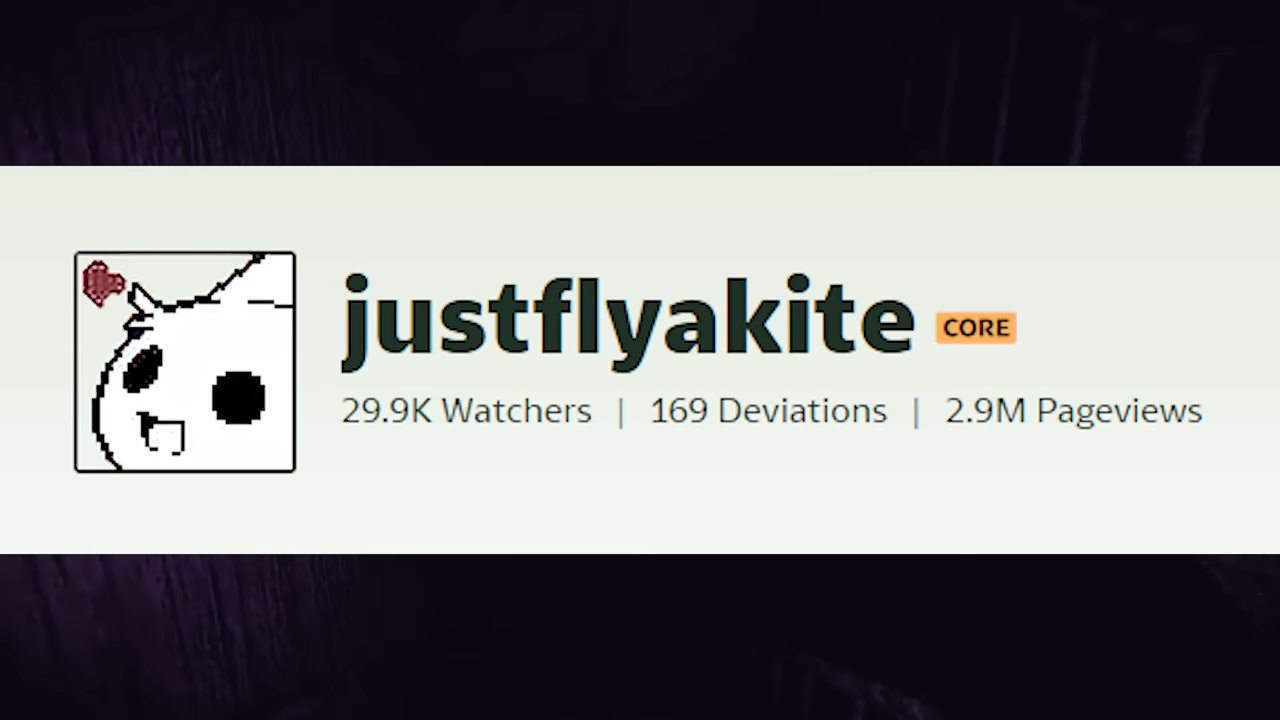 justflyakite CORE
29.9K Watchers | 169 Deviations | 2.9M Pageviews